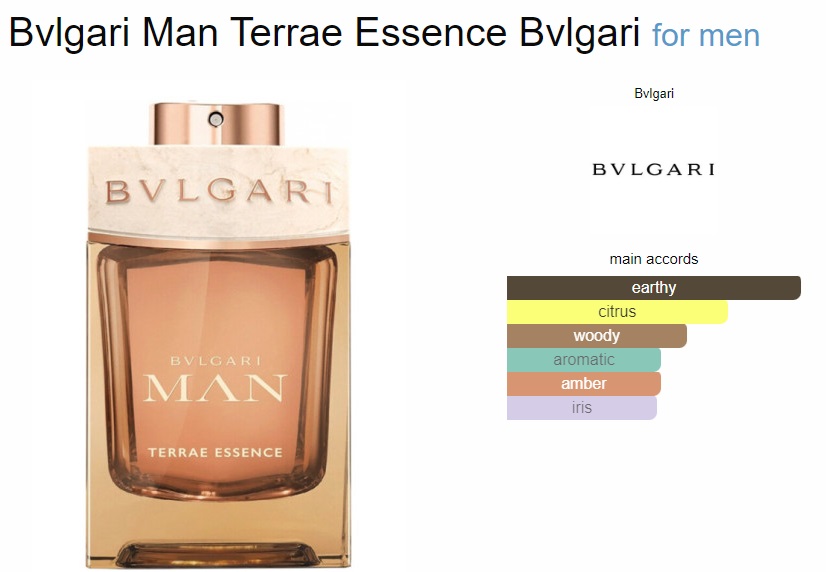 Bvlgari Man Terrae Essence Bvlgari for men
Bvlgari
BVLGARI
main accords
earthy
citrus
woody
aromatic
amber
iris
BVLGARI
BVLGARI
MAN
TERRAE ESSENCE